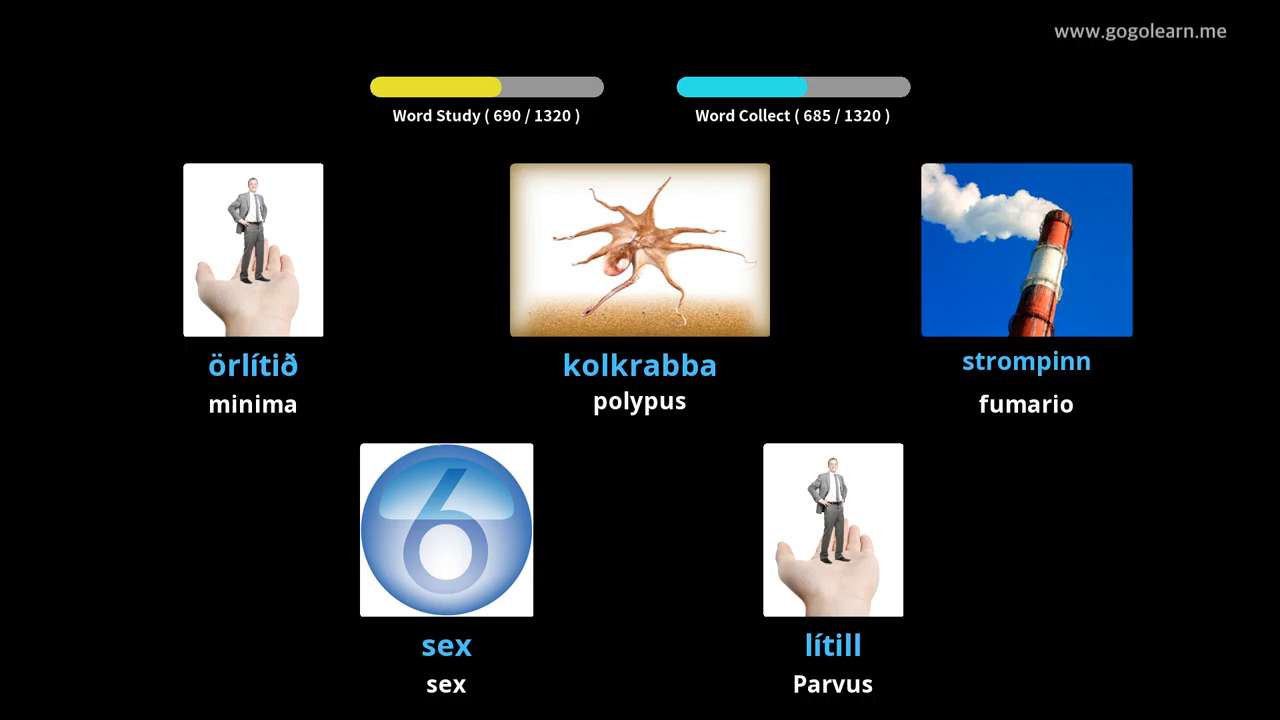 www.gogolearn.me
Word Study ( 690 / 1320 )
Word Collect ( 685 / 1320 )
örlítið
minima
kolkrabba
polypus
strompinn
fumario
6
sex
sex
lítill
Parvus